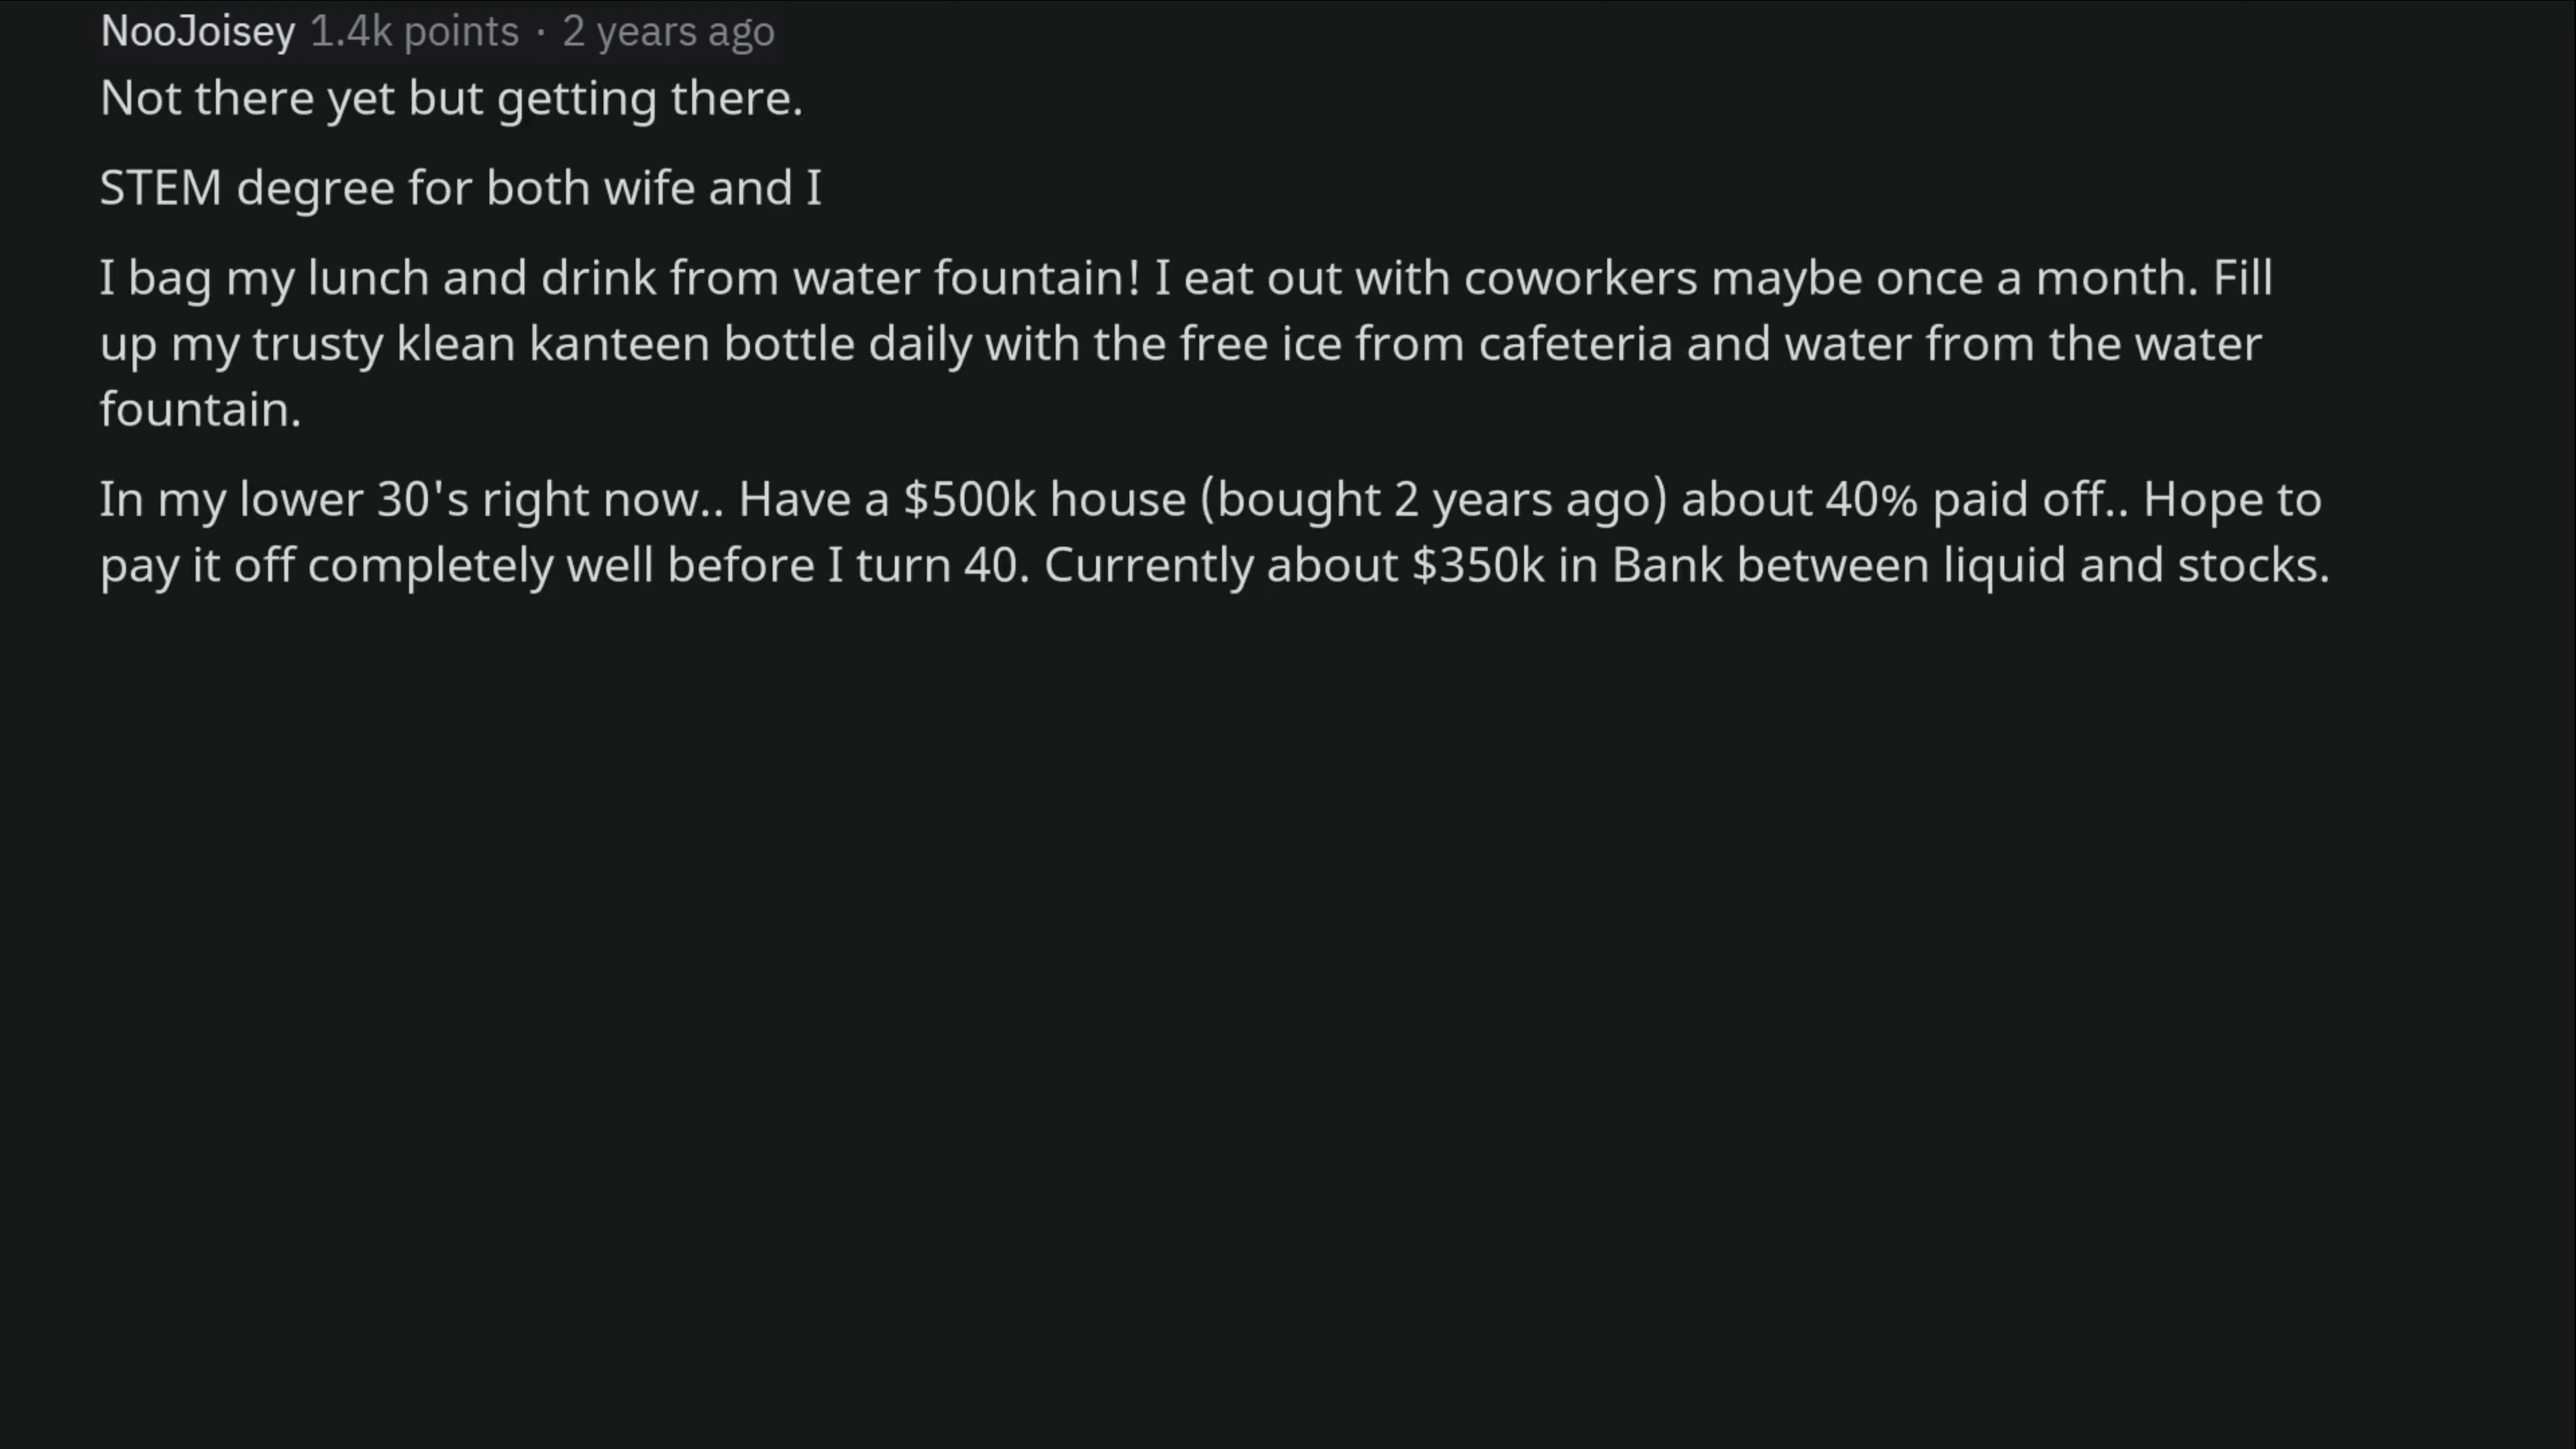 NooJoisey 1.4k points · 2 years ago
Not there yet but getting there.
STEM degree for both wife and I
I bag my lunch and drink from water fountain! I eat out with coworkers maybe once a month. Fill
up my trusty klean kanteen bottle daily with the free ice from cafeteria and water from the water
fountain.
In my lower 30's right now.. Have a $500k house (bought 2 years ago) about 40% paid off.. Hope to
pay it off completely well before I turn 40. Currently about $350k in Bank between liquid and stocks.